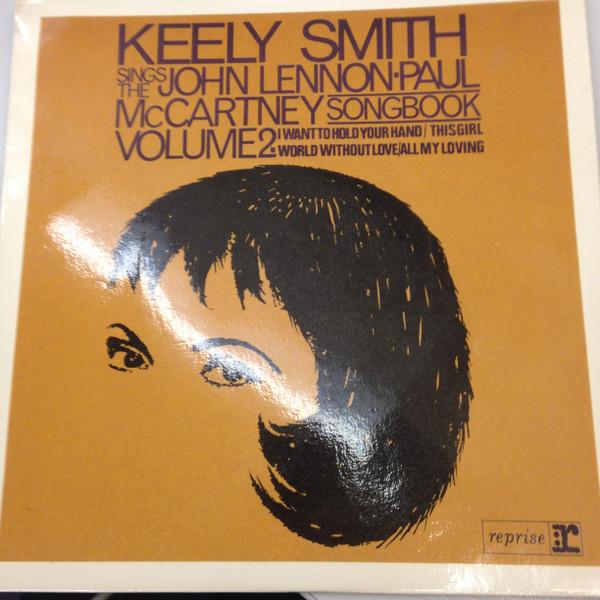 KEELY SMITH
SINGS THE JOHN LENNON·PAUL
McCARTNEY SONGBOOK
VOLUME 2: I WANT TO HOLD YOUR HAND / THIS GIRL
WORLD WITHOUT LOVE/ALL MY LOVING
reprise r: